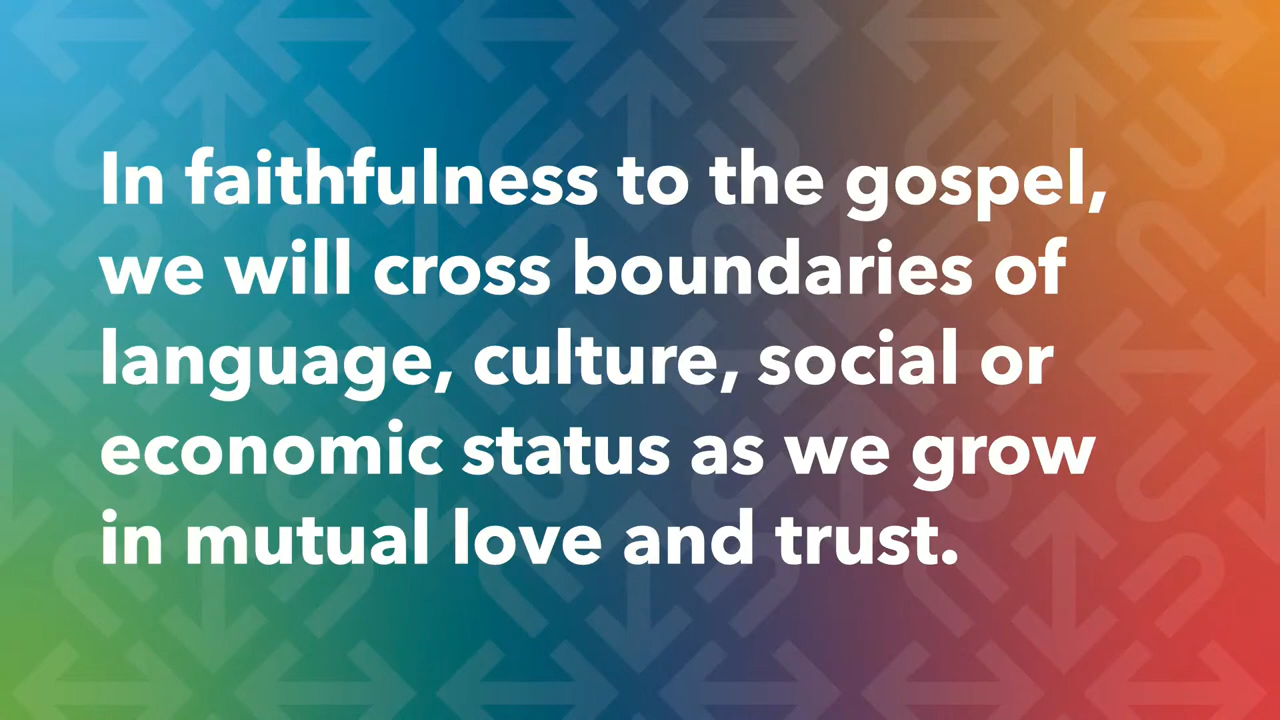 In faithfulness to the gospel,
we will cross boundaries of
language, culture, social or
economic status as we grow
in mutual love and trust.